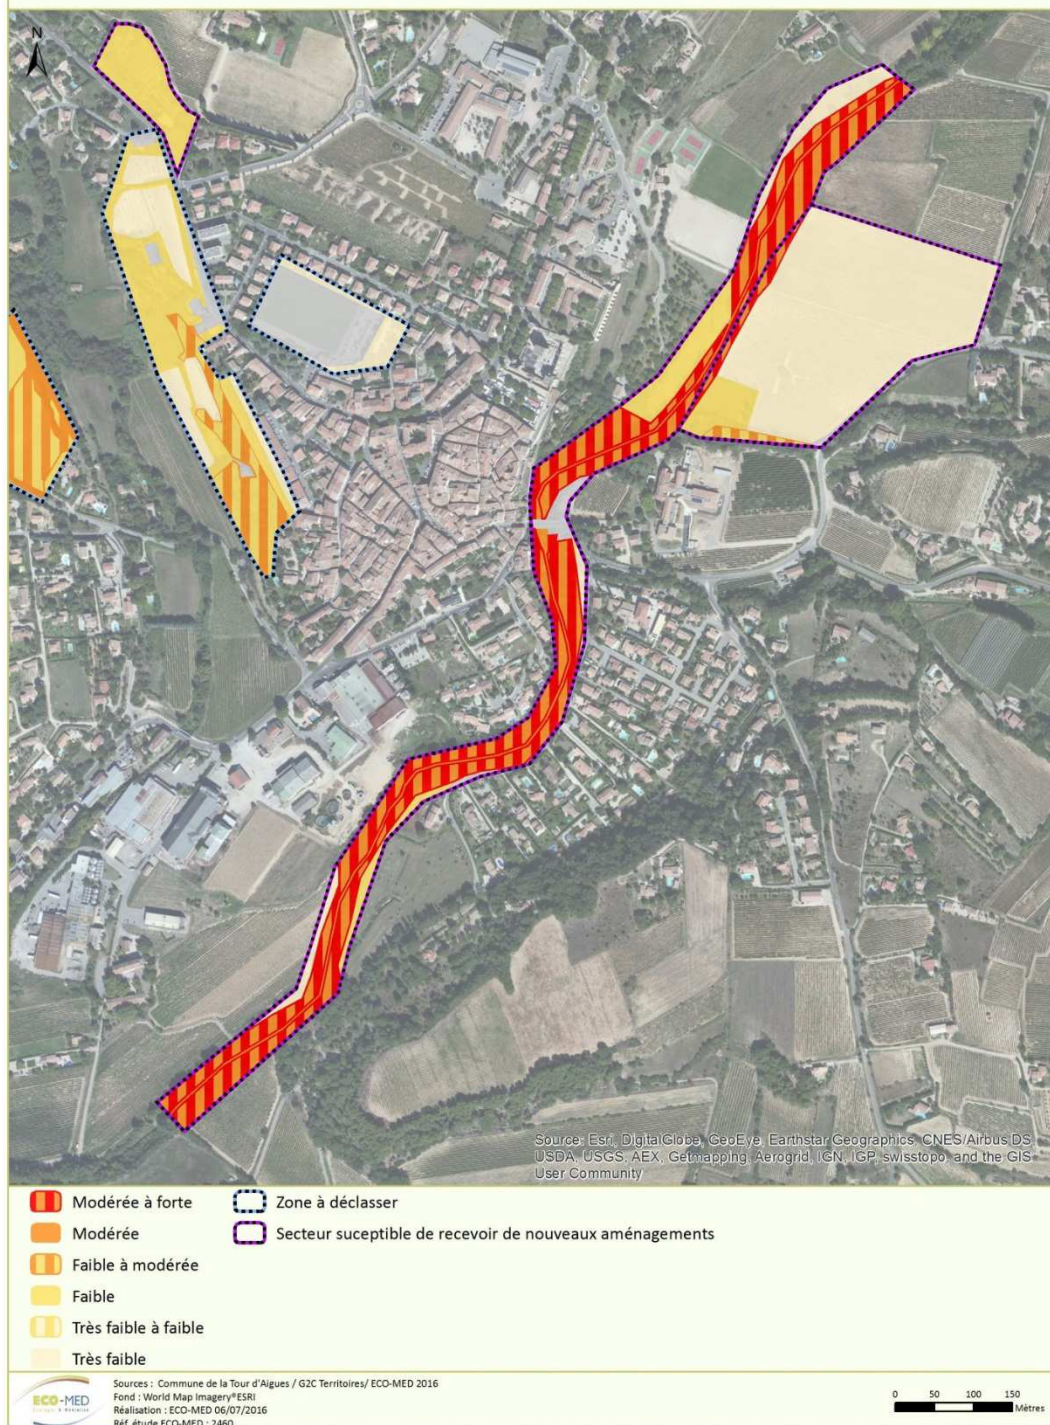 N
Source: Esri, DigitalGlobe, GeoEye, Earthstar Geographics, CNES/Airbus DS,
USDA, USGS, AEX, Getmapping, Aerogrid, IGN, IGP, swisstopo, and the GIS
User Community
Modérée à forte
Modérée
Faible à modérée
Faible
Très faible à faible
Très faible
Zone à déclasser
Secteur suceptible de recevoir de nouveaux aménagements
ECO-MED
Sources : Commune de la Tour d'Aigues / G2C Territoires/ ECO-MED 2016
Fond : World Map Imagery®ESRI
Réalisation : ECO-MED 06/07/2016
Réf. étude ECO-MED : 2460
0 50 100 150
Mètres